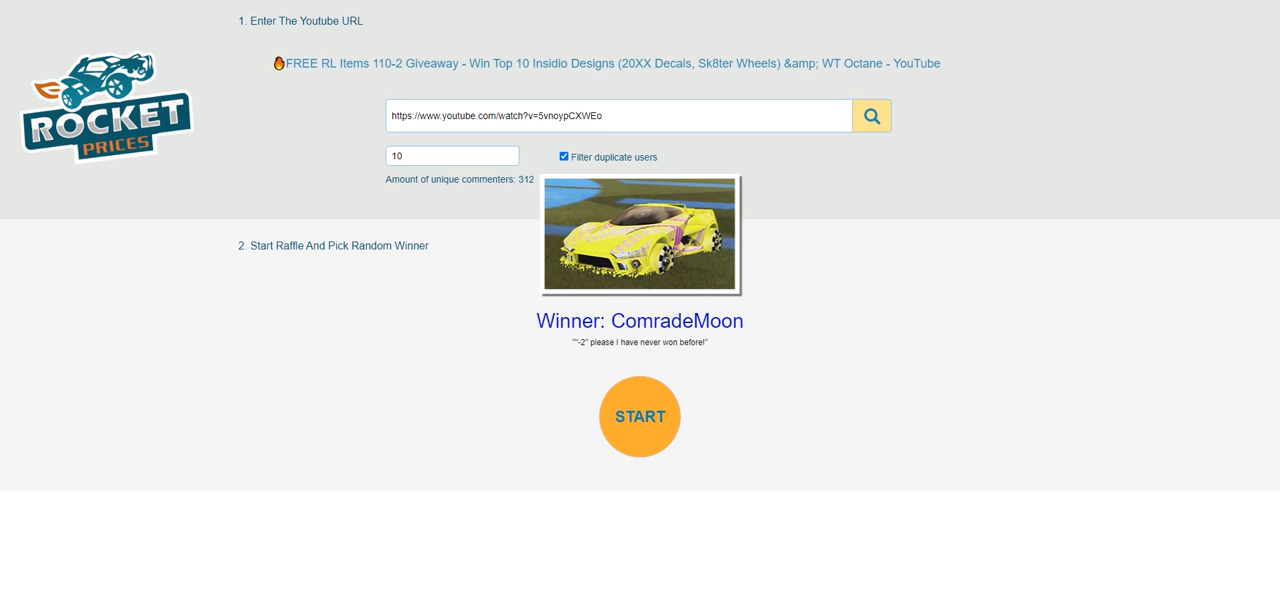 1. Enter The Youtube URL
🔥FREE RL Items 110-2 Giveaway - Win Top 10 Insidio Designs (20XX Decals, Sk8ter Wheels) &amp; WT Octane - YouTube
ROCKET
PRICES
https://www.youtube.com/watch?v=5vnoypCXWEo
10
Filter duplicate users
Amount of unique commenters: 312
2. Start Raffle And Pick Random Winner
Winner: ComradeMoon
""-2" please I have never won before!"
START